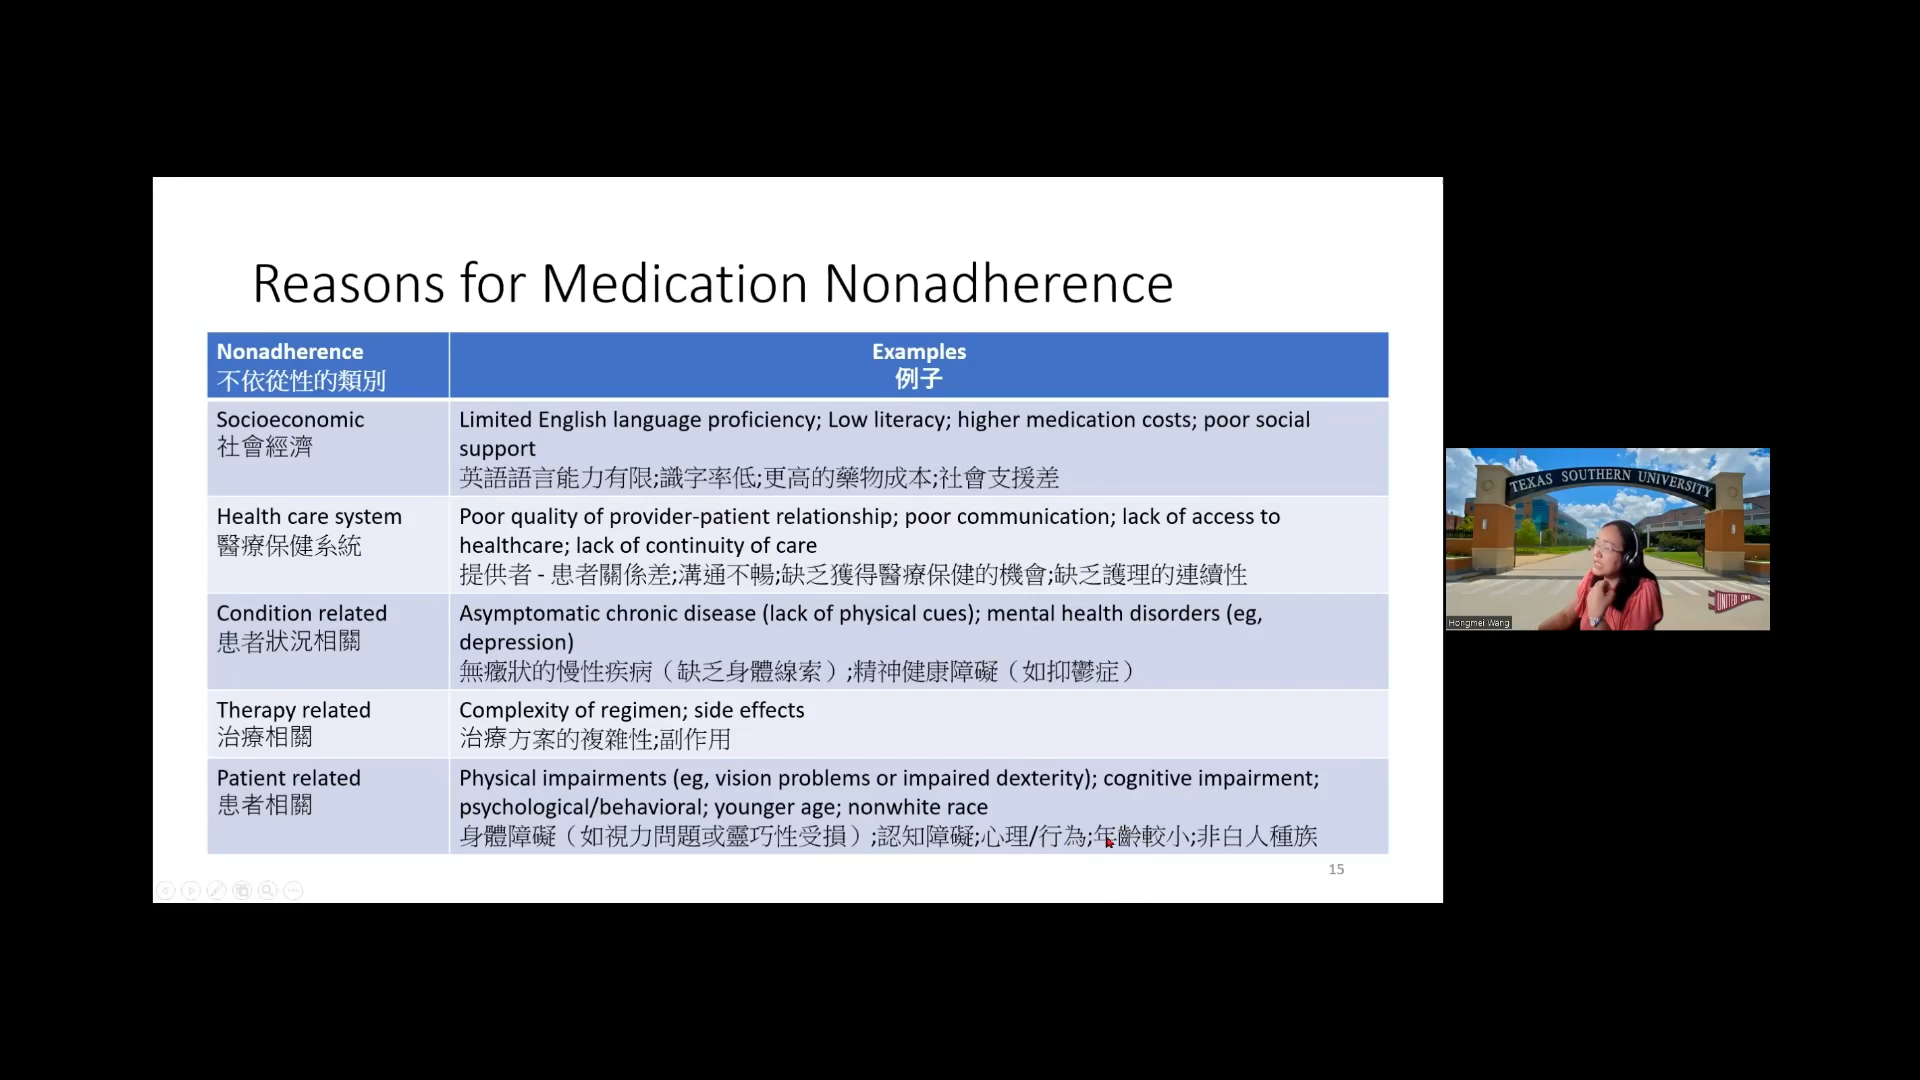 Reasons for Medication Nonadherence
Nonadherence
不依從性的類別
Examples
例子
Socioeconomic
社會經濟
Limited English language proficiency; Low literacy; higher medication costs; poor social
support
英語語言能力有限;識字率低;更高的藥物成本;社會支援差
Health care system
醫療保健系統
Poor quality of provider-patient relationship; poor communication; lack of access to
healthcare; lack of continuity of care
提供者 - 患者關係差;溝通不暢;缺乏獲得醫療保健的機會;缺乏護理的連續性
Condition related
患者狀況相關
Asymptomatic chronic disease (lack of physical cues); mental health disorders (eg,
depression)
無癥狀的慢性疾病（缺乏身體線索）;精神健康障礙（如抑鬱症）
Therapy related
治療相關
Complexity of regimen; side effects
治療方案的複雜性;副作用
Patient related
患者相關
Physical impairments (eg, vision problems or impaired dexterity); cognitive impairment;
psychological/behavioral; younger age; nonwhite race
身體障礙（如視力問題或靈巧性受損）;認知障礙;心理/行為;年齡較小;非白人種族
15
TEXAS SOUTHERN UNIVERSITY
UNITED ONE
Hongmei Wang